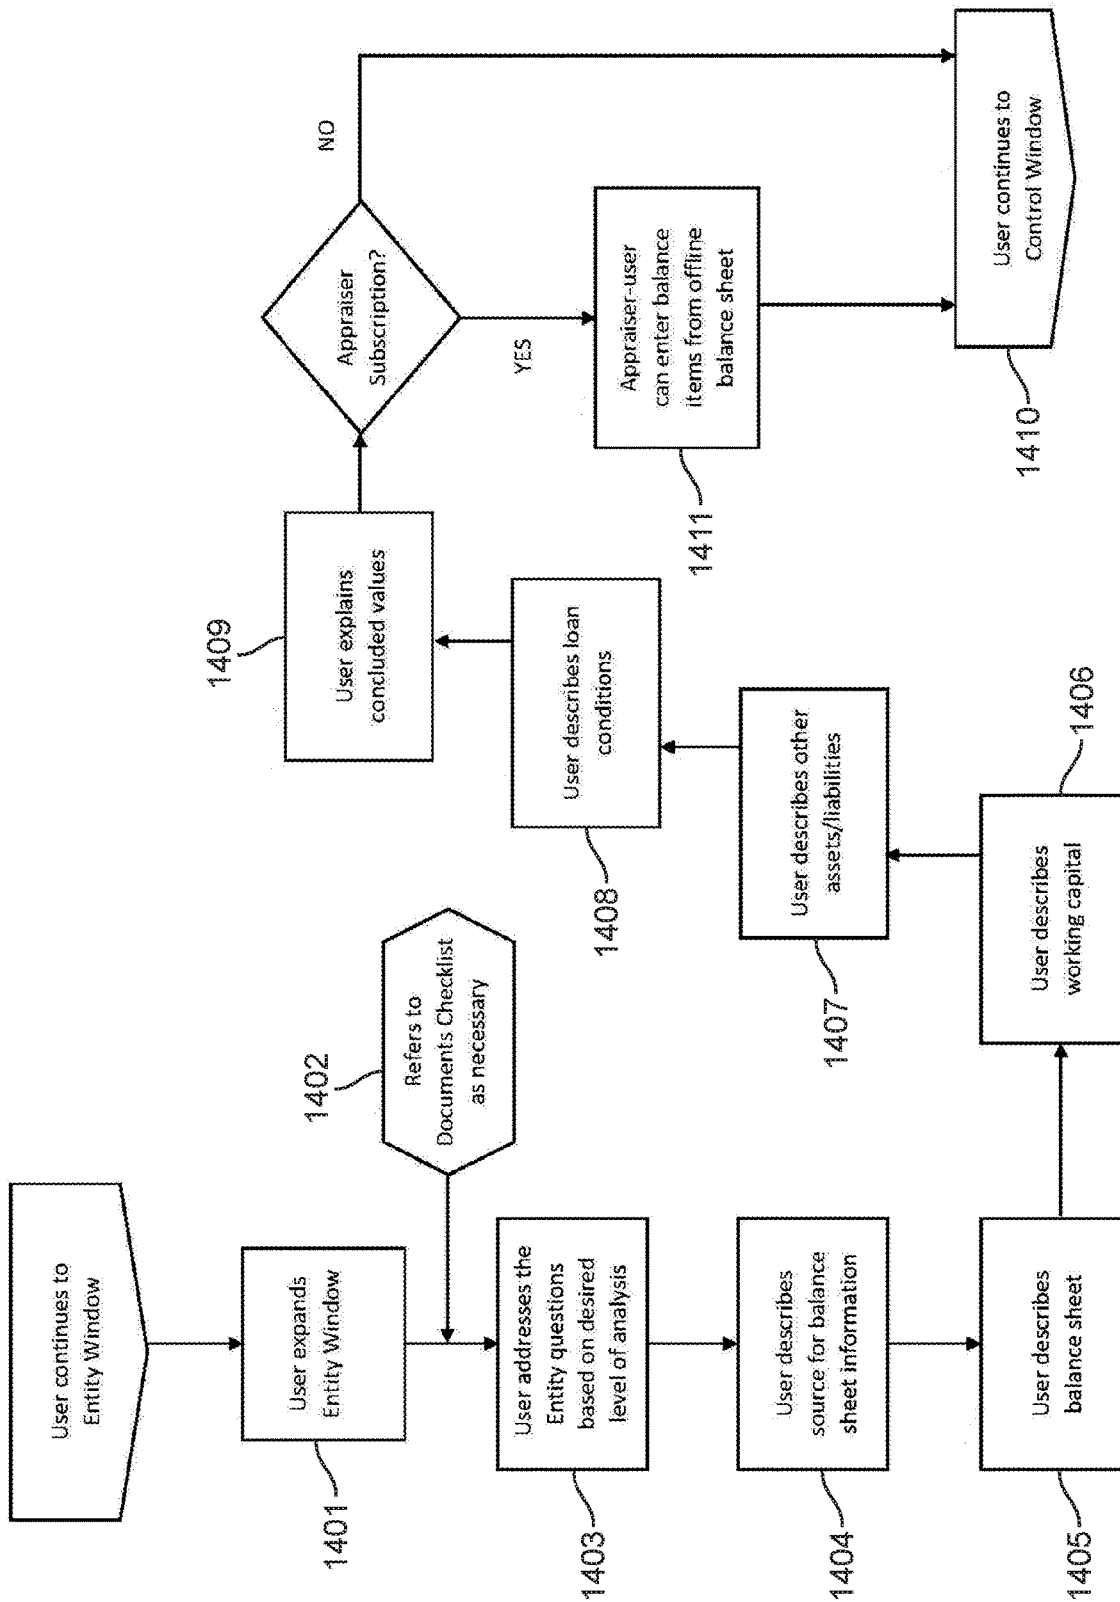 User continues to
Entity Window
User expands
Entity Window
1401
Refers to
Documents Checklist
as necessary
1402
User addresses the
Entity questions
based on desired
level of analysis
1403
User describes
source for balance
sheet information
1404
User describes
balance sheet
1405
User describes
working capital
1406
User describes other
assets/liabilities
1407
User describes loan
conditions
1408
User explains
concluded values
1409
Appraiser
Subscription?
NO
YES
Appraiser-user
can enter balance
items from offline
balance sheet
1411
User continues to
Control Window
1410